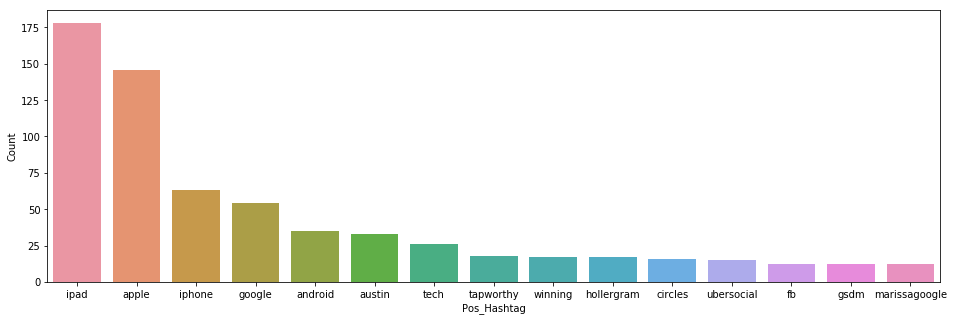 175
150
125
100
75
50
25
0
Count
ipad apple iphone google android austin tech tapworthy winning hollergram circles ubersocial fb gsdm marissagoogle
Pos_Hashtag